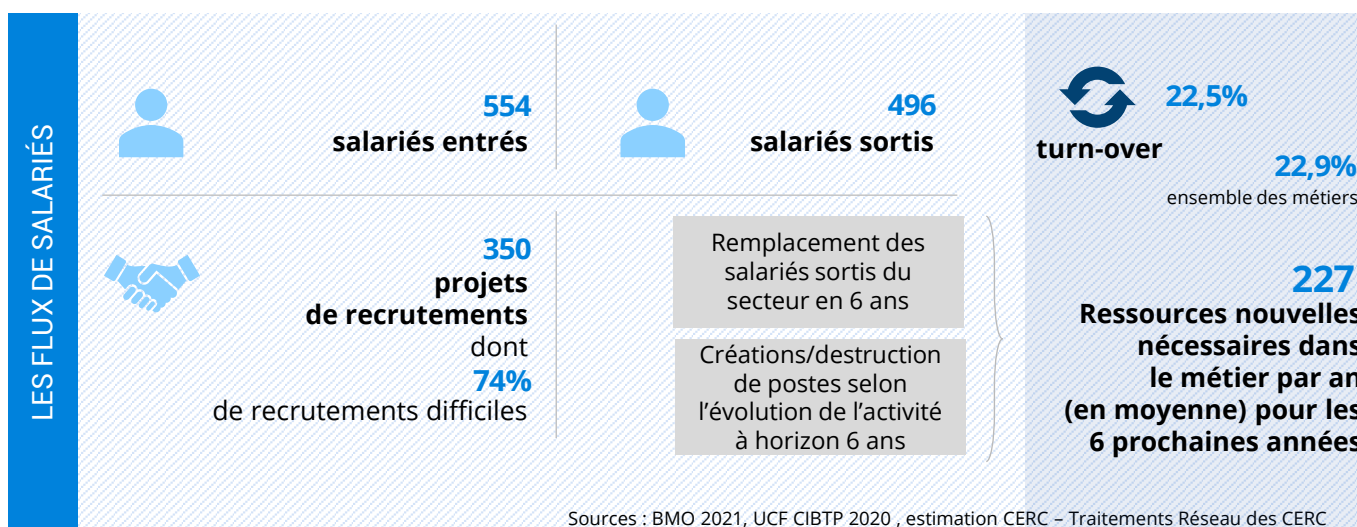 LES FLUX DE SALARIÉS
554
salariés entrés
496
salariés sortis
22,5%
turn-over
22,9%
ensemble des métiers
350
projets
de recrutements
dont
74%
de recrutements difficiles
Remplacement des
salariés sortis du
secteur en 6 ans
Créations/destruction
de postes selon
l’évolution de l’activité
à horizon 6 ans
227
Ressources nouvelles
nécessaires dans
le métier par an
(en moyenne) pour les
6 prochaines années
Sources : BMO 2021, UCF CIBTP 2020 , estimation CERC – Traitements Réseau des CERC